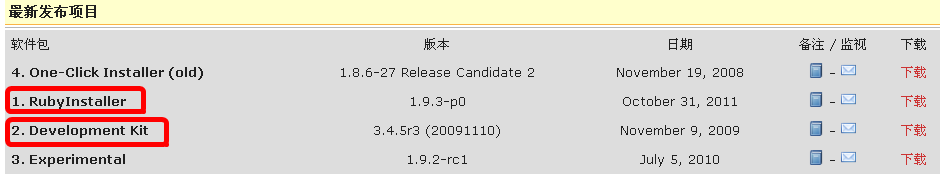 最新发布项目
软件包 版本 日期 备注 / 监视 下载
4. One-Click Installer (old) 1.8.6-27 Release Candidate 2 November 19, 2008 - 下载
1. RubyInstaller 1.9.3-p0 October 31, 2011 - 下载
2. Development Kit 3.4.5r3 (20091110) November 9, 2009 - 下载
3. Experimental 1.9.2-rc1 July 5, 2010 - 下载